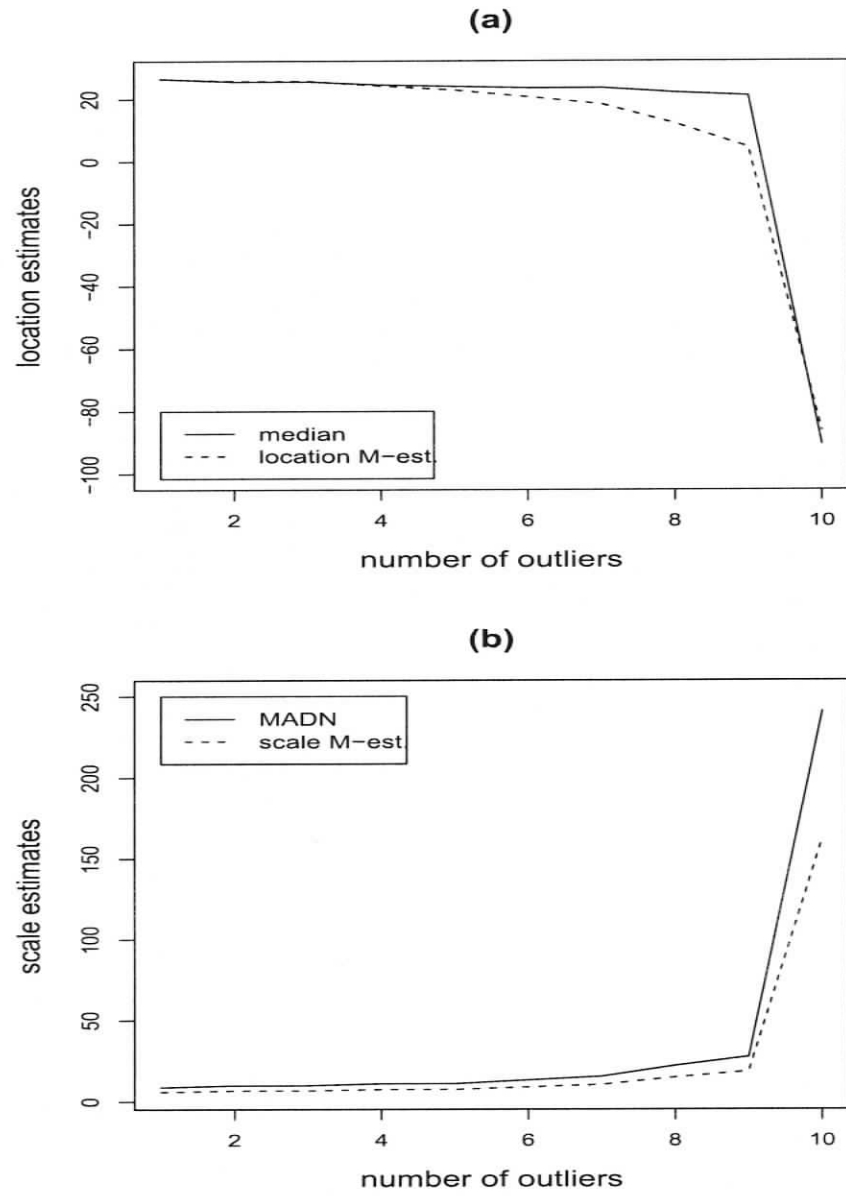 (a)
location estimates
20
0
−20
−40
−60
−80
−100
median
location M−est.
2
4
6
8
10
number of outliers
(b)
scale estimates
250
200
150
100
50
0
MADN
scale M−est.
2
4
6
8
10
number of outliers